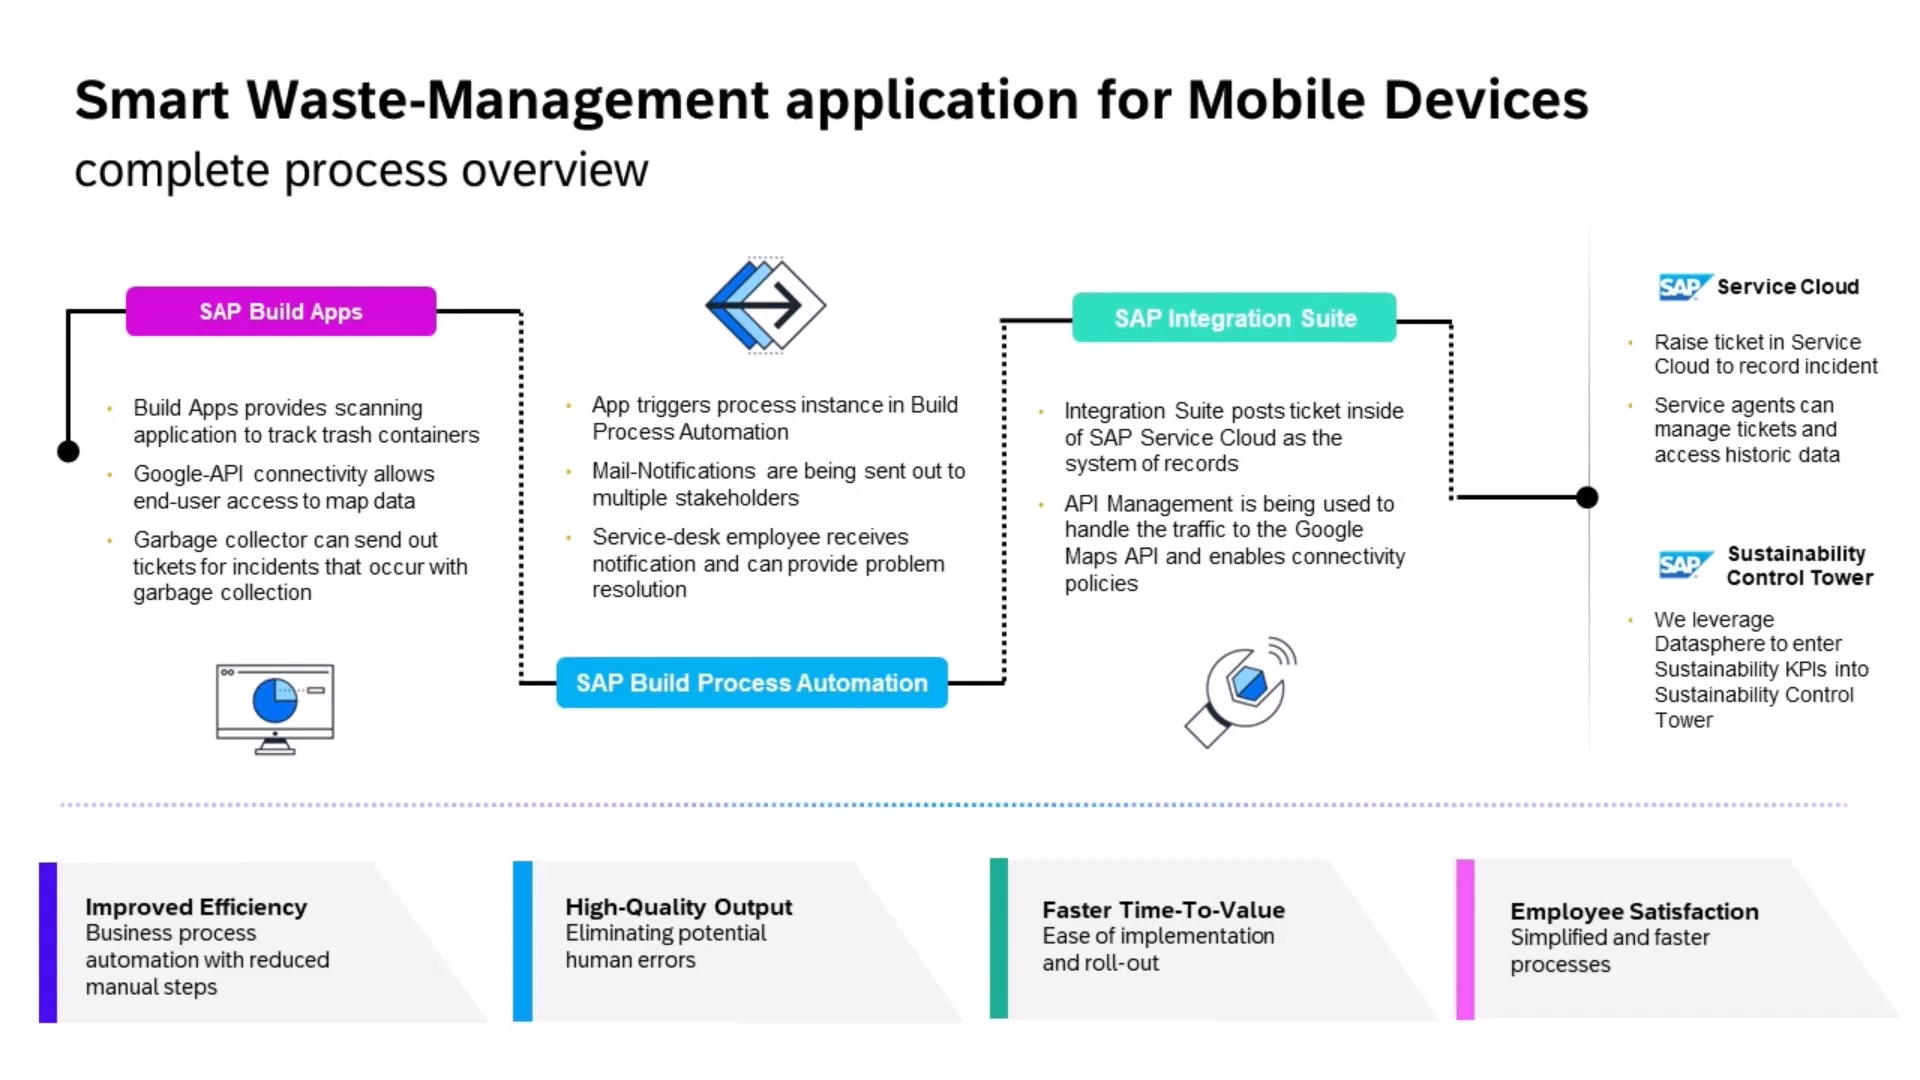 Smart Waste-Management application for Mobile Devices
complete process overview
SAP Build Apps
• Build Apps provides scanning
application to track trash containers
• Google-API connectivity allows
end-user access to map data
• Garbage collector can send out
tickets for incidents that occur with
garbage collection
• App triggers process instance in Build
Process Automation
• Mail-Notifications are being sent out to
multiple stakeholders
• Service-desk employee receives
notification and can provide problem
resolution
SAP Build Process Automation
SAP Integration Suite
• Integration Suite posts ticket inside
of SAP Service Cloud as the
system of records
• API Management is being used to
handle the traffic to the Google
Maps API and enables connectivity
policies
SAP Service Cloud
• Raise ticket in Service
Cloud to record incident
• Service agents can
manage tickets and
access historic data
SAP Sustainability
Control Tower
• We leverage
Datasphere to enter
Sustainability KPIs into
Sustainability Control
Tower
Improved Efficiency
Business process
automation with reduced
manual steps
High-Quality Output
Eliminating potential
human errors
Faster Time-To-Value
Ease of implementation
and roll-out
Employee Satisfaction
Simplified and faster
processes